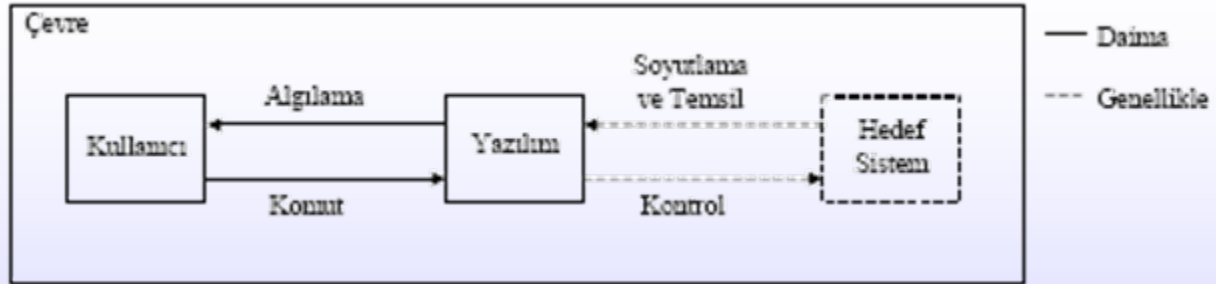 Çevre
Daima
Genellikle
Soyutlama
ve Temsil
Algılama
Kullanıcı
Yazılım
Hedef
Sistem
Komut
Kontrol